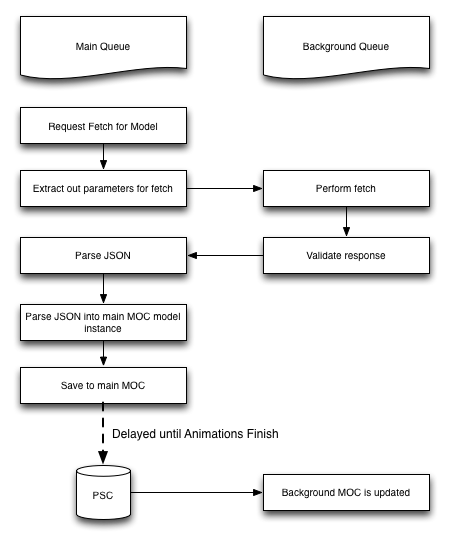 Main Queue
Background Queue
Request Fetch for Model
Extract out parameters for fetch
Perform fetch
Parse JSON
Validate response
Parse JSON into main MOC model
instance
Save to main MOC
Delayed until Animations Finish
PSC
Background MOC is updated